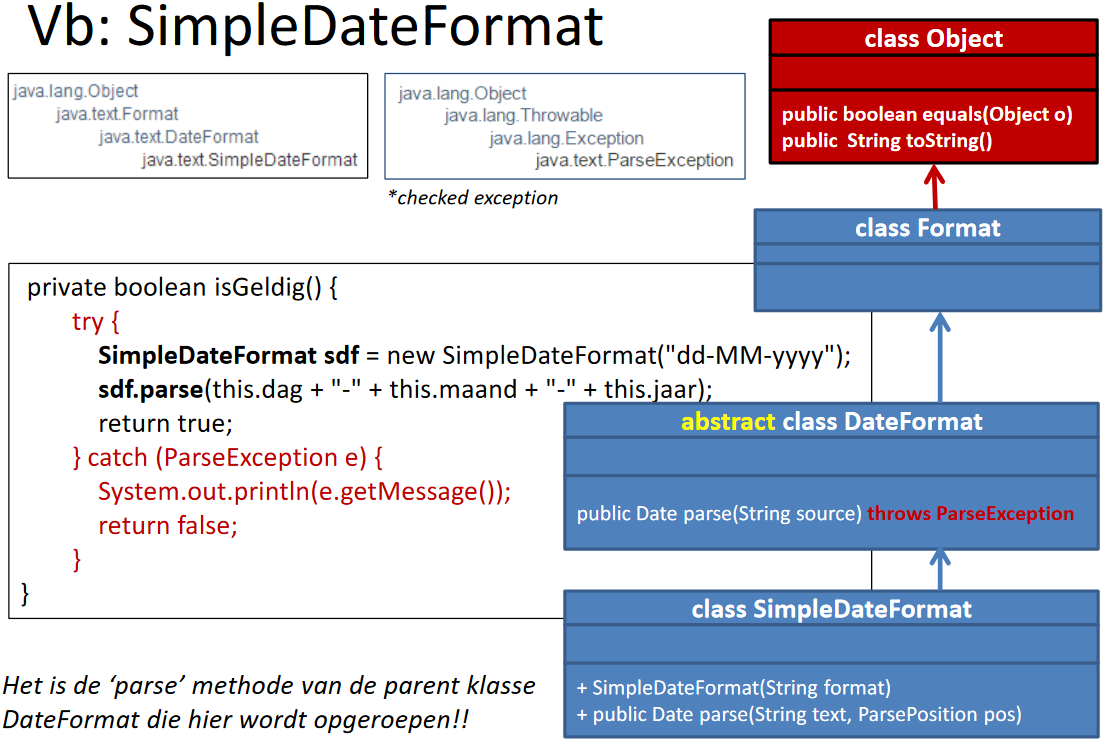 Vb: SimpleDateFormat
java.lang.Object
java.text.Format
java.text.DateFormat
java.text.SimpleDateFormat
java.lang.Object
java.lang.Throwable
java.lang.Exception
java.text.ParseException
*checked exception
class Object
public boolean equals(Object o)
public String toString()
class Format
private boolean isGeldig() {
try {
SimpleDateFormat sdf = new SimpleDateFormat("dd-MM-yyyy");
sdf.parse(this.dag + "-" + this.maand + "-" + this.jaar);
return true;
} catch (ParseException e) {
System.out.println(e.getMessage());
return false;
}
}
abstract class DateFormat
public Date parse(String source) throws ParseException
class SimpleDateFormat
+ SimpleDateFormat(String format)
+ public Date parse(String text, ParsePosition pos)
Het is de ‘parse’ methode van de parent klasse
DateFormat die hier wordt opgeroepen!!